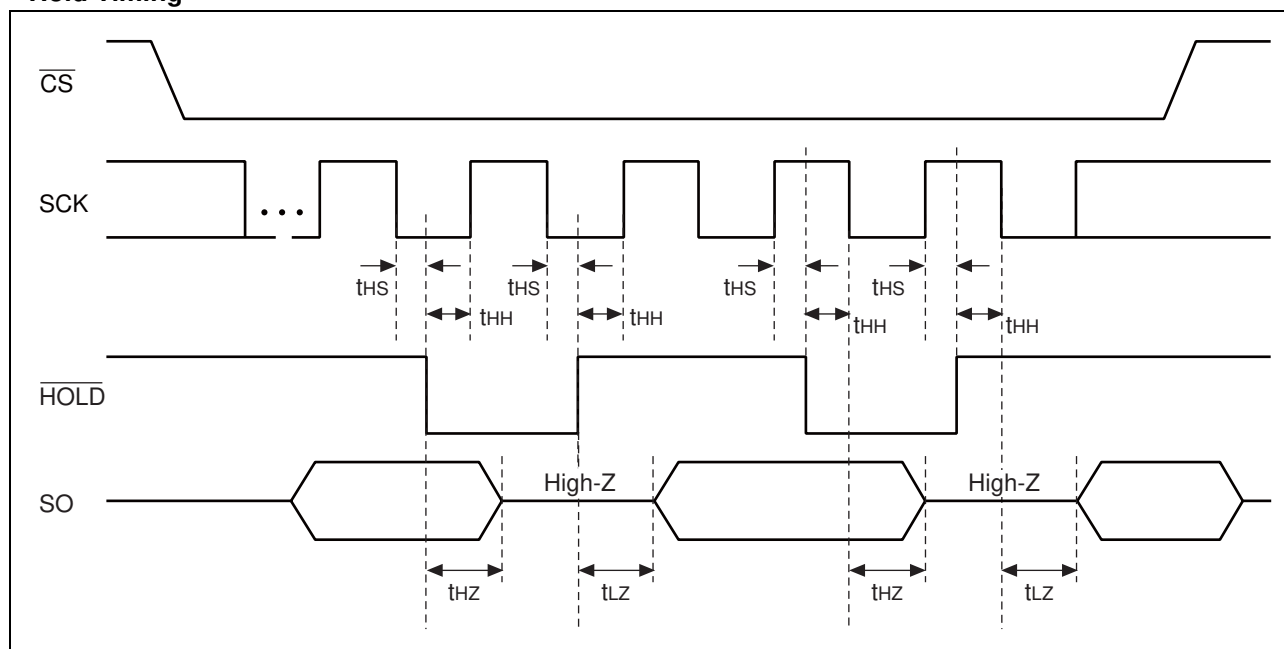 Hold Timing
CS
SCK
...
tHS tHS tHS tHS
tHH tHH tHH tHH
HOLD
High-Z High-Z
SO
tHZ tLZ tHZ tLZ